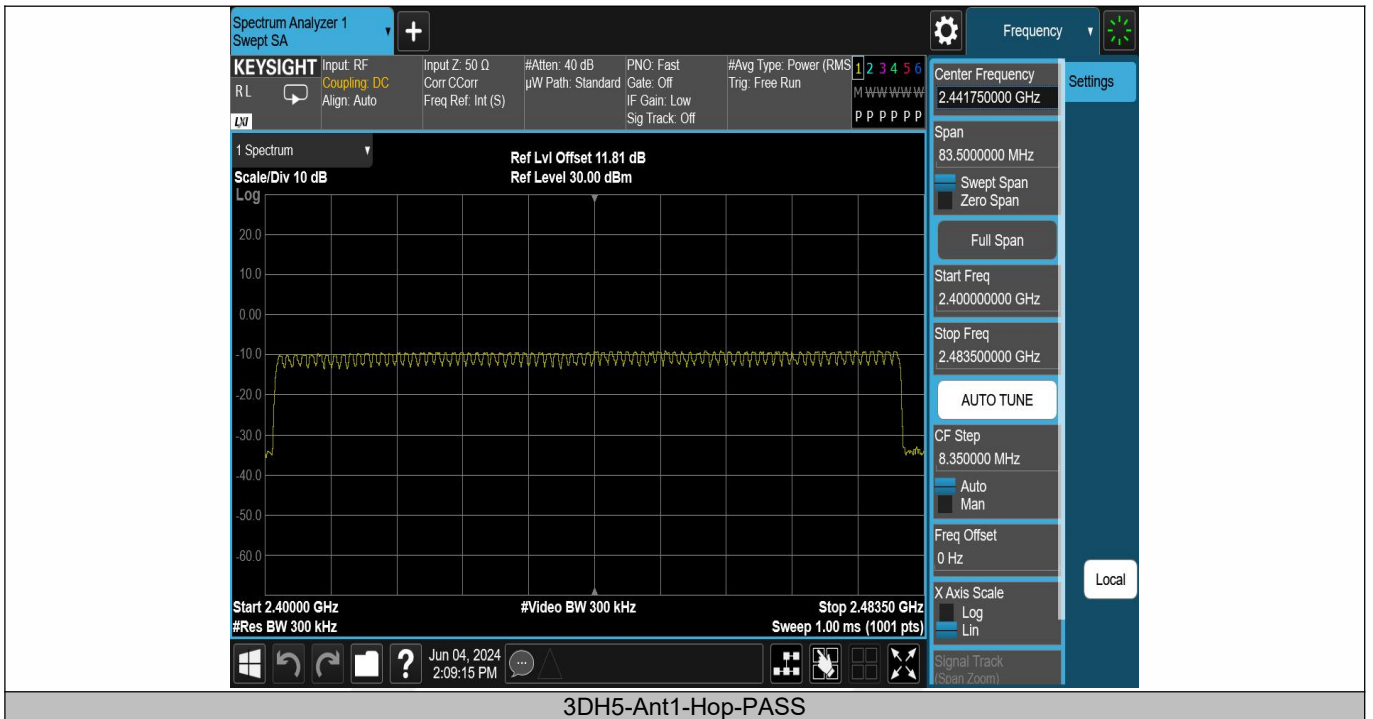 Spectrum Analyzer 1
Swept SA
Frequency
KEYSIGHT
RL
LXI
Input: RF
Coupling: DC
Align: Auto
Input Z: 50 Ω
Corr CCorr
Freq Ref: Int (S)
#Atten: 40 dB
µW Path: Standard
PNO: Fast
Gate: Off
IF Gain: Low
Sig Track: Off
#Avg Type: Power (RMS
Trig: Free Run
1 2 3 4 5 6
M W W W W W
P P P P P P
Center Frequency
2.441750000 GHz
Settings
Span
83.5000000 MHz
Swept Span
Zero Span
Full Span
Start Freq
2.400000000 GHz
Stop Freq
2.483500000 GHz
AUTO TUNE
CF Step
8.350000 MHz
Auto
Man
Freq Offset
0 Hz
X Axis Scale
Log
Lin
Signal Track
(Span Zoom)
Local
1 Spectrum
Scale/Div 10 dB
Ref Lvl Offset 11.81 dB
Ref Level 30.00 dBm
Log
20.0
10.0
0.00
-10.0
-20.0
-30.0
-40.0
-50.0
-60.0
Start 2.40000 GHz
#Video BW 300 kHz
Stop 2.48350 GHz
#Res BW 300 kHz
Sweep 1.00 ms (1001 pts)
?
Jun 04, 2024
2:09:15 PM
3DH5-Ant1-Hop-PASS